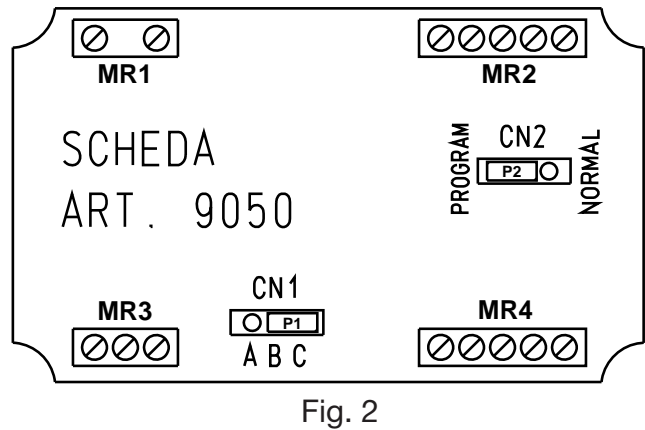 MR1
MR2
SCHEDA
ART. 9050
PROGRAM
CN2
P2
NORMAL
MR3
CN1
P1
A B C
MR4
Fig. 2